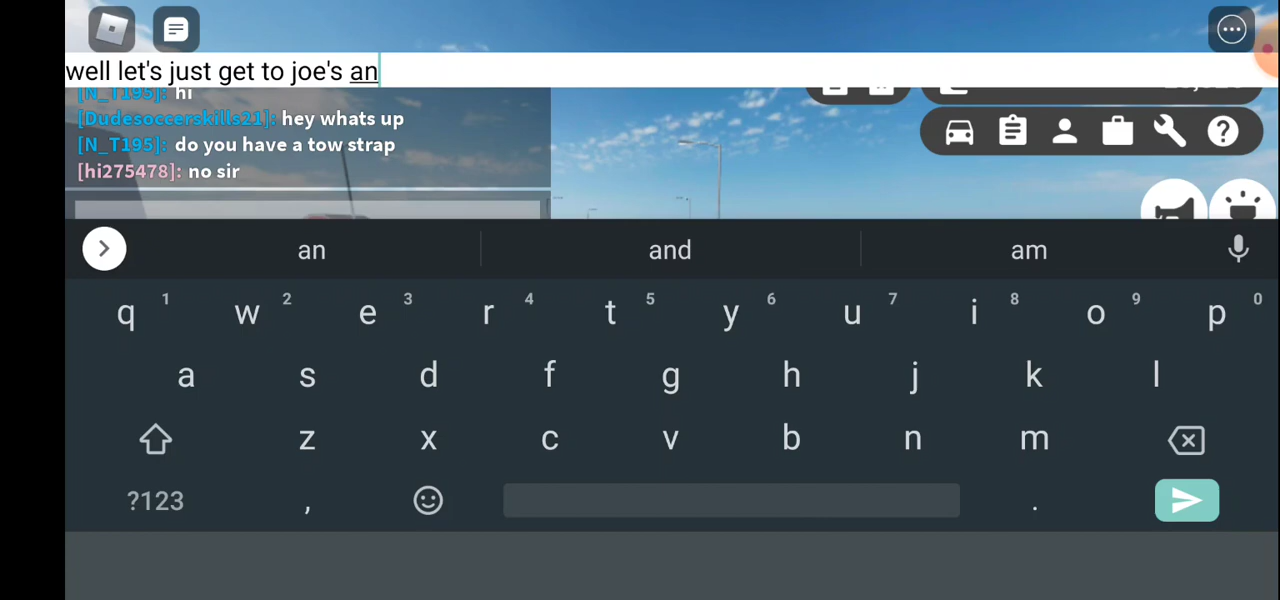 well let's just get to joe's an
[N_T195]: hi
[Dudesoccerskills21]: hey whats up
[N_T195]: do you have a tow strap
[hi275478]: no sir
an and am
1 2 3 4 5 6 7 8 9 0
q w e r t y u i o p
a s d f g h j k l
z x c v b n m
?123 , .